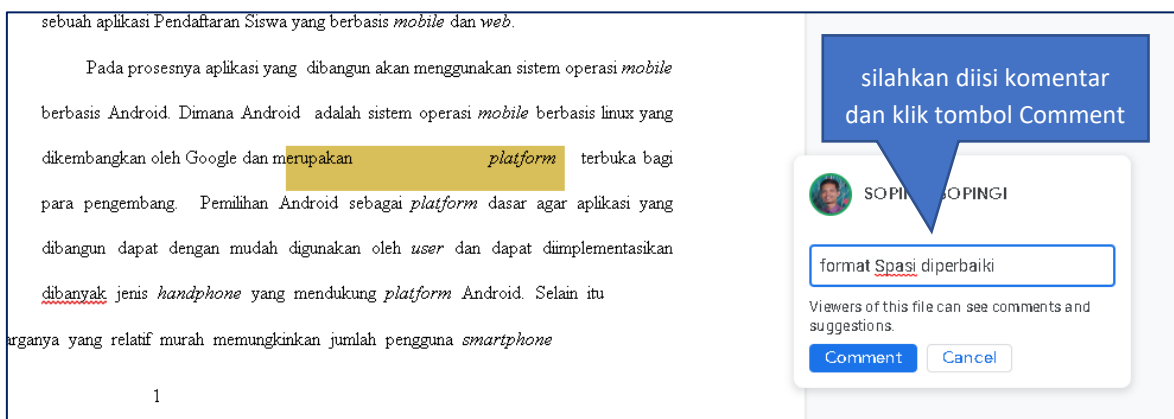 sebuah aplikasi Pendaftaran Siswa yang berbasis mobile dan web.
Pada prosesnya aplikasi yang dibangun akan menggunakan sistem operasi mobile
berbasis Android. Dimana Android adalah sistem operasi mobile berbasis linux yang
dikembangkan oleh Google dan merupakan platform terbuka bagi
para pengembang. Pemilihan Android sebagai platform dasar agar aplikasi yang
dibangun dapat dengan mudah digunakan oleh user dan dapat diimplementasikan
dibanyak jenis handphone yang mendukung platform Android. Selain itu
arganya yang relatif murah memungkinkan jumlah pengguna smartphone
1
silahkan diisi komentar
dan klik tombol Comment
SOPINGI
format Spasi diperbaiki
Viewers of this file can see comments and
suggestions.
Comment Cancel